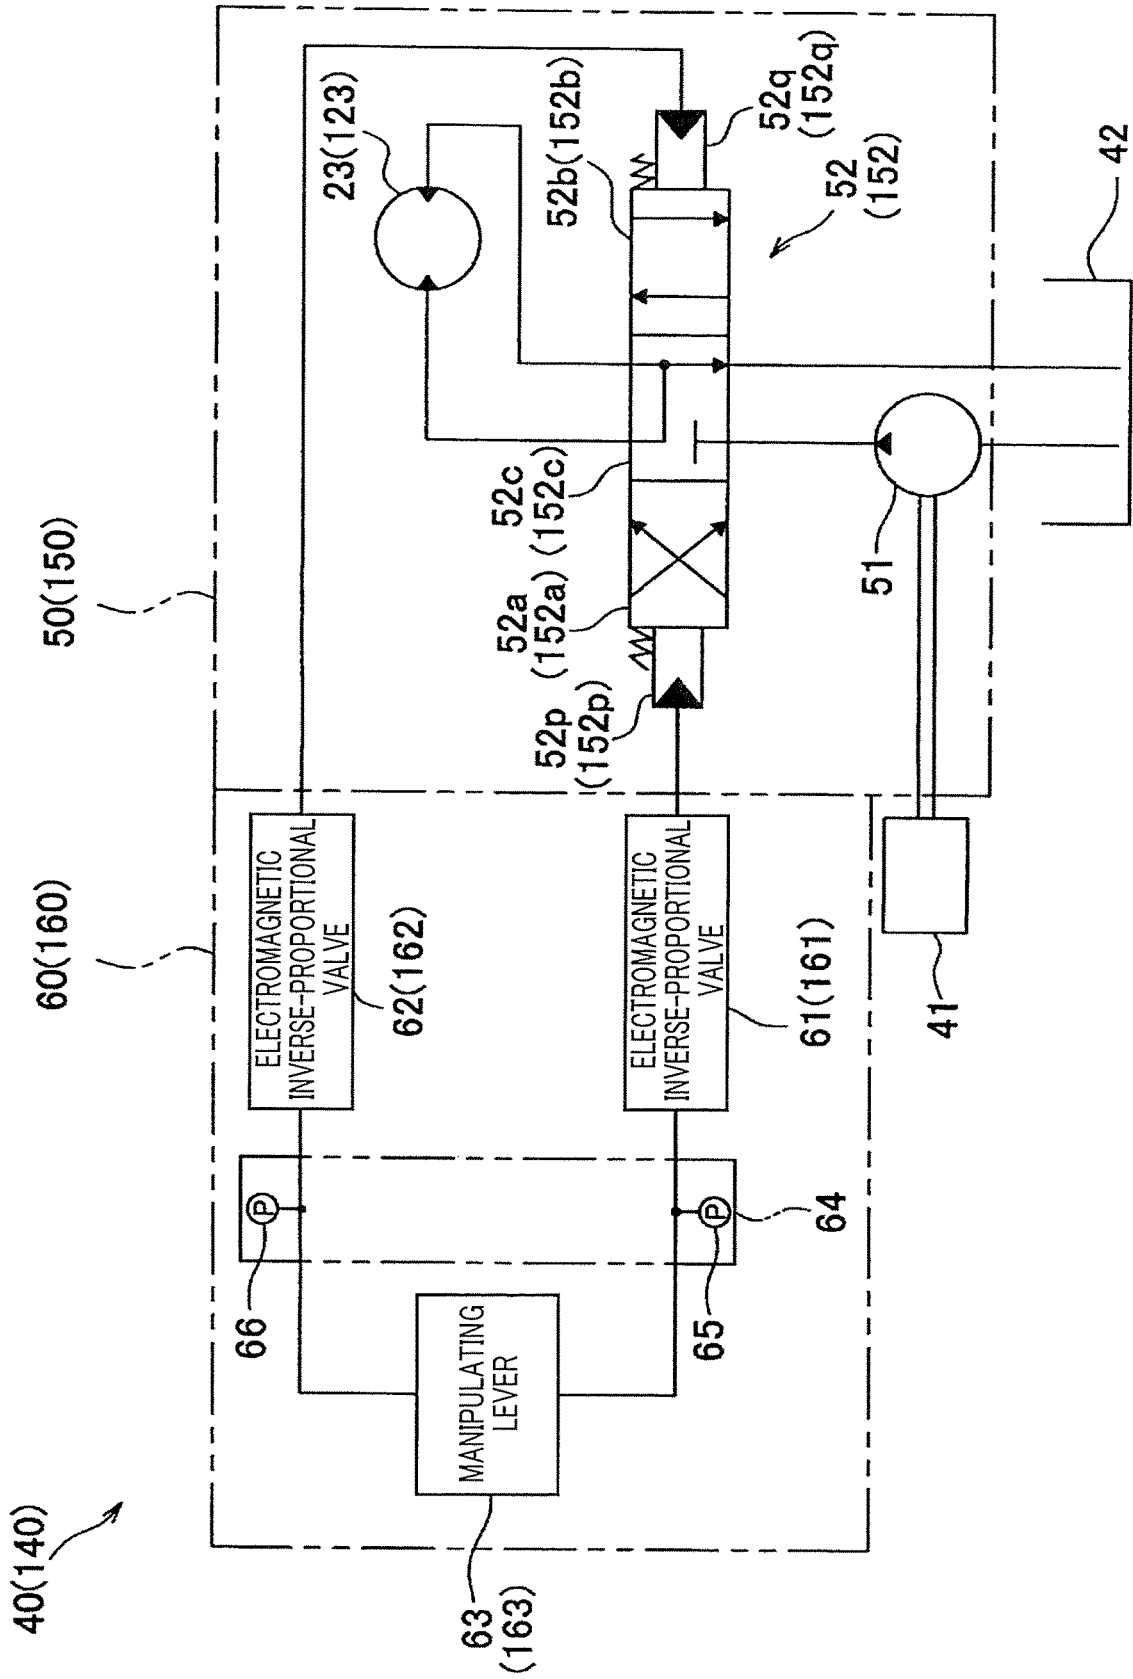 40(140)
60(160)
50(150)
63
(163)
MANIPULATING
LEVER
66
P
65
P
64
ELECTROMAGNETIC
INVERSE-PROPORTIONAL
VALVE
62(162)
ELECTROMAGNETIC
INVERSE-PROPORTIONAL
VALVE
61(161)
41
23(123)
52p
(152p)
52a
(152a)
52c
(152c)
52b(152b)
52q
(152q)
52
(152)
51
42